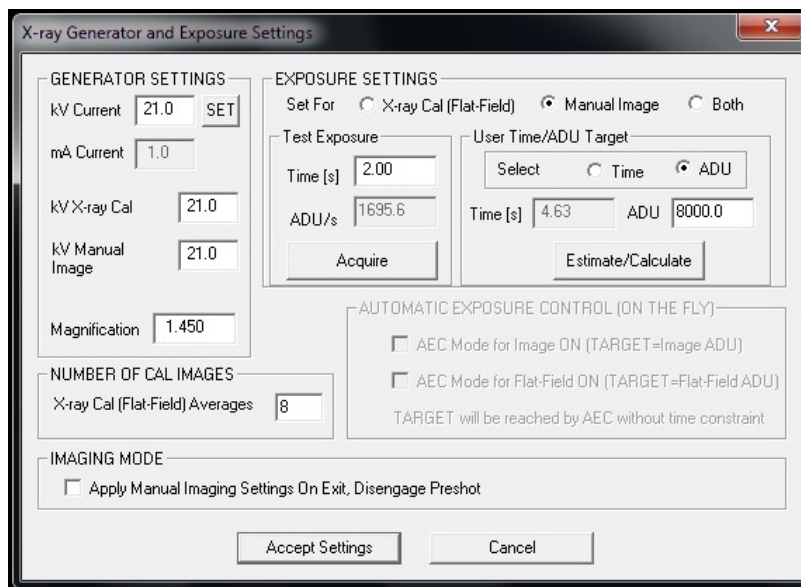 X-ray Generator and Exposure Settings
X
GENERATOR SETTINGS
kV Current 21.0 SET
mA Current 1.0
kV X-ray Cal 21.0
kV Manual
Image 21.0
Magnification 1.450
EXPOSURE SETTINGS
Set For X-ray Cal (Flat-Field) Manual Image Both
Test Exposure
Time [s] 2.00
ADU/s 1695.6
Acquire
User Time/ADU Target
Select Time ADU
Time [s] 4.63 ADU 8000.0
Estimate/Calculate
AUTOMATIC EXPOSURE CONTROL (ON THE FLY)
AEC Mode for Image ON (TARGET=Image ADU)
AEC Mode for Flat-Field ON (TARGET=Flat-Field ADU)
TARGET will be reached by AEC without time constraint
NUMBER OF CAL IMAGES
X-ray Cal (Flat-Field) Averages 8
IMAGING MODE
Apply Manual Imaging Settings On Exit, Disengage Preshot
Accept Settings Cancel